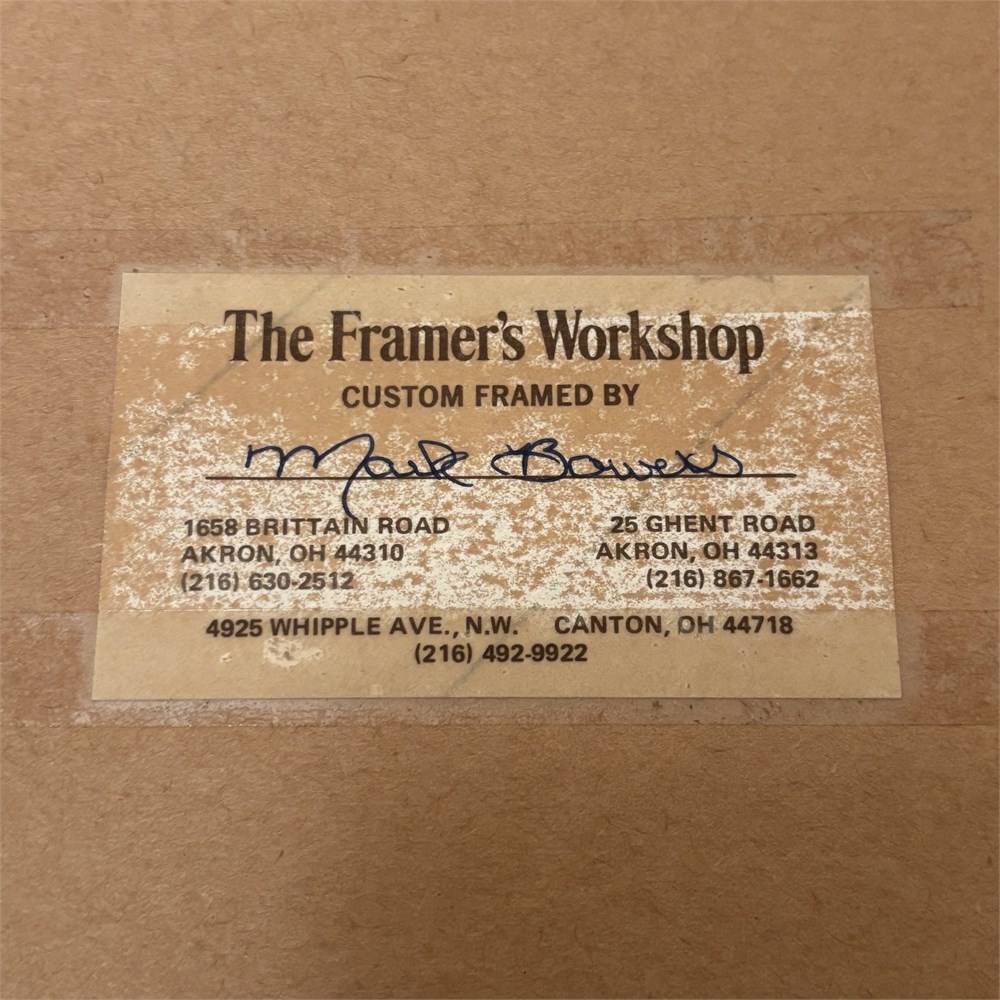 The Framer's Workshop
CUSTOM FRAMED BY
Mark Bowers
1658 BRITTAIN ROAD
AKRON, OH 44310
(216) 630-2512
25 GHENT ROAD
AKRON, OH 44313
(216) 867-1662
4925 WHIPPLE AVE., N.W. CANTON, OH 44718
(216) 492-9922